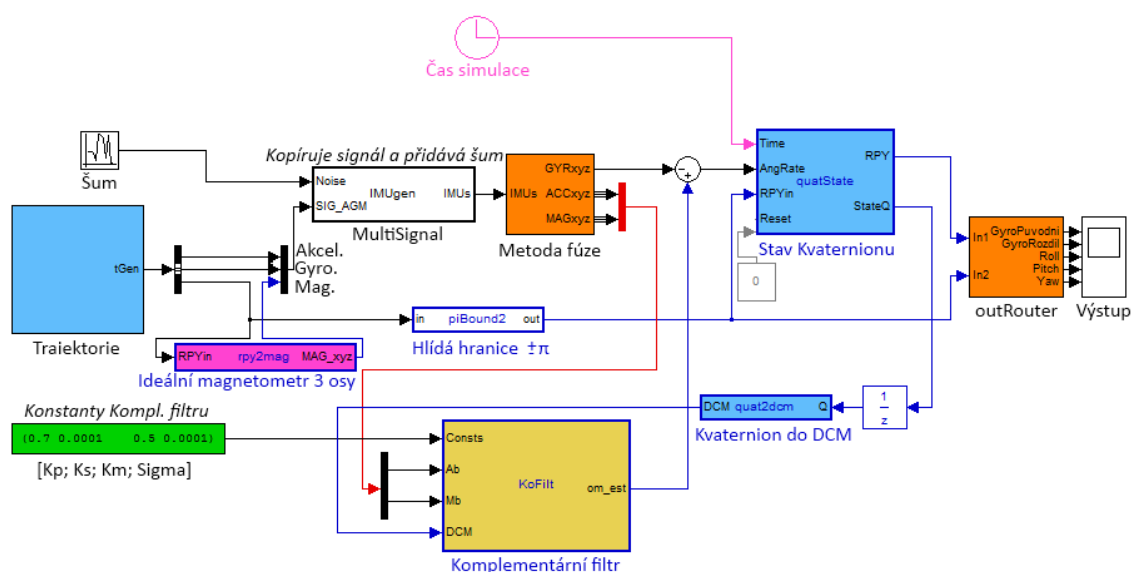 Čas simulace
Šum
Kopíruje signál a přidává šum
Noise
SIG_AGM
IMUgen
IMUs
MultiSignal
IMUs
GYRxyz
ACCxyz
MAGxyz
Metoda fúze
-
+
Time
AngRate
RPYin
Reset
quatState
RPY
StateQ
Stav Kvaternionu
0
In1
In2
GyroPuvodni
GyroRozdil
Roll
Pitch
Yaw
outRouter
Výstup
tGen
Traiektorie
Akcel.
Gyro.
Mag.
in
piBound2
out
Hlídá hranice ±π
RPYin
rpy2mag
MAG_xyz
Ideální magnetometr 3 osy
Konstanty Kompl. filtru
(0.7 0.0001 0.5 0.0001)
[Kp; Ks; Km; Sigma]
Consts
Ab
Mb
DCM
KoFilt
om_est
Komplementární filtr
DCM
quat2dcm
Q
Kvaternion do DCM
1
z